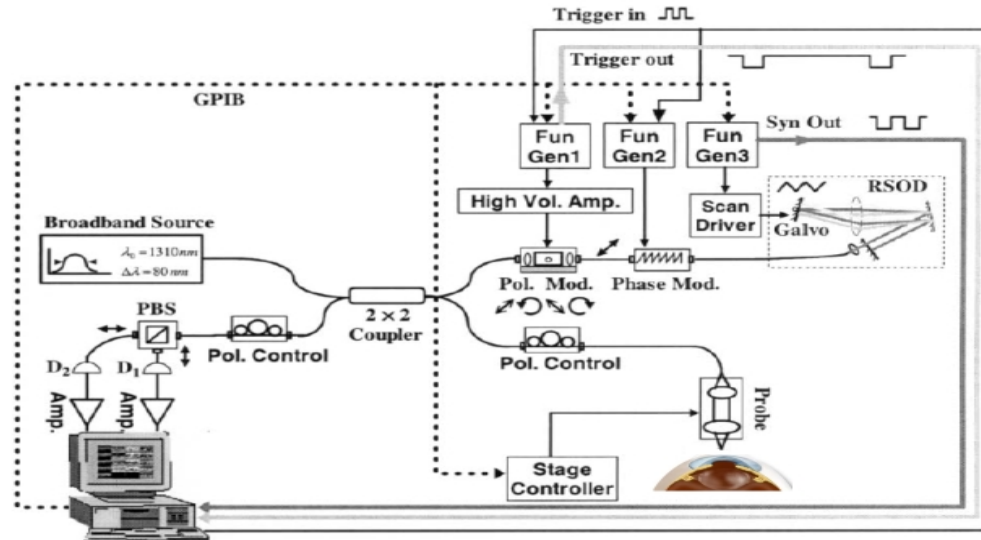 Trigger in
Trigger out
GPIB
Syn Out
Fun
Gen1
Fun
Gen2
Fun
Gen3
High Vol. Amp.
Scan
Driver
RSOD
Galvo
Broadband Source
λ₀ = 1310nm
Δλ = 80 nm
Pol. Mod.
Phase Mod.
PBS
2 × 2
Coupler
Pol. Control
Pol. Control
D₂
D₁
Amp.
Amp.
Probe
Stage
Controller